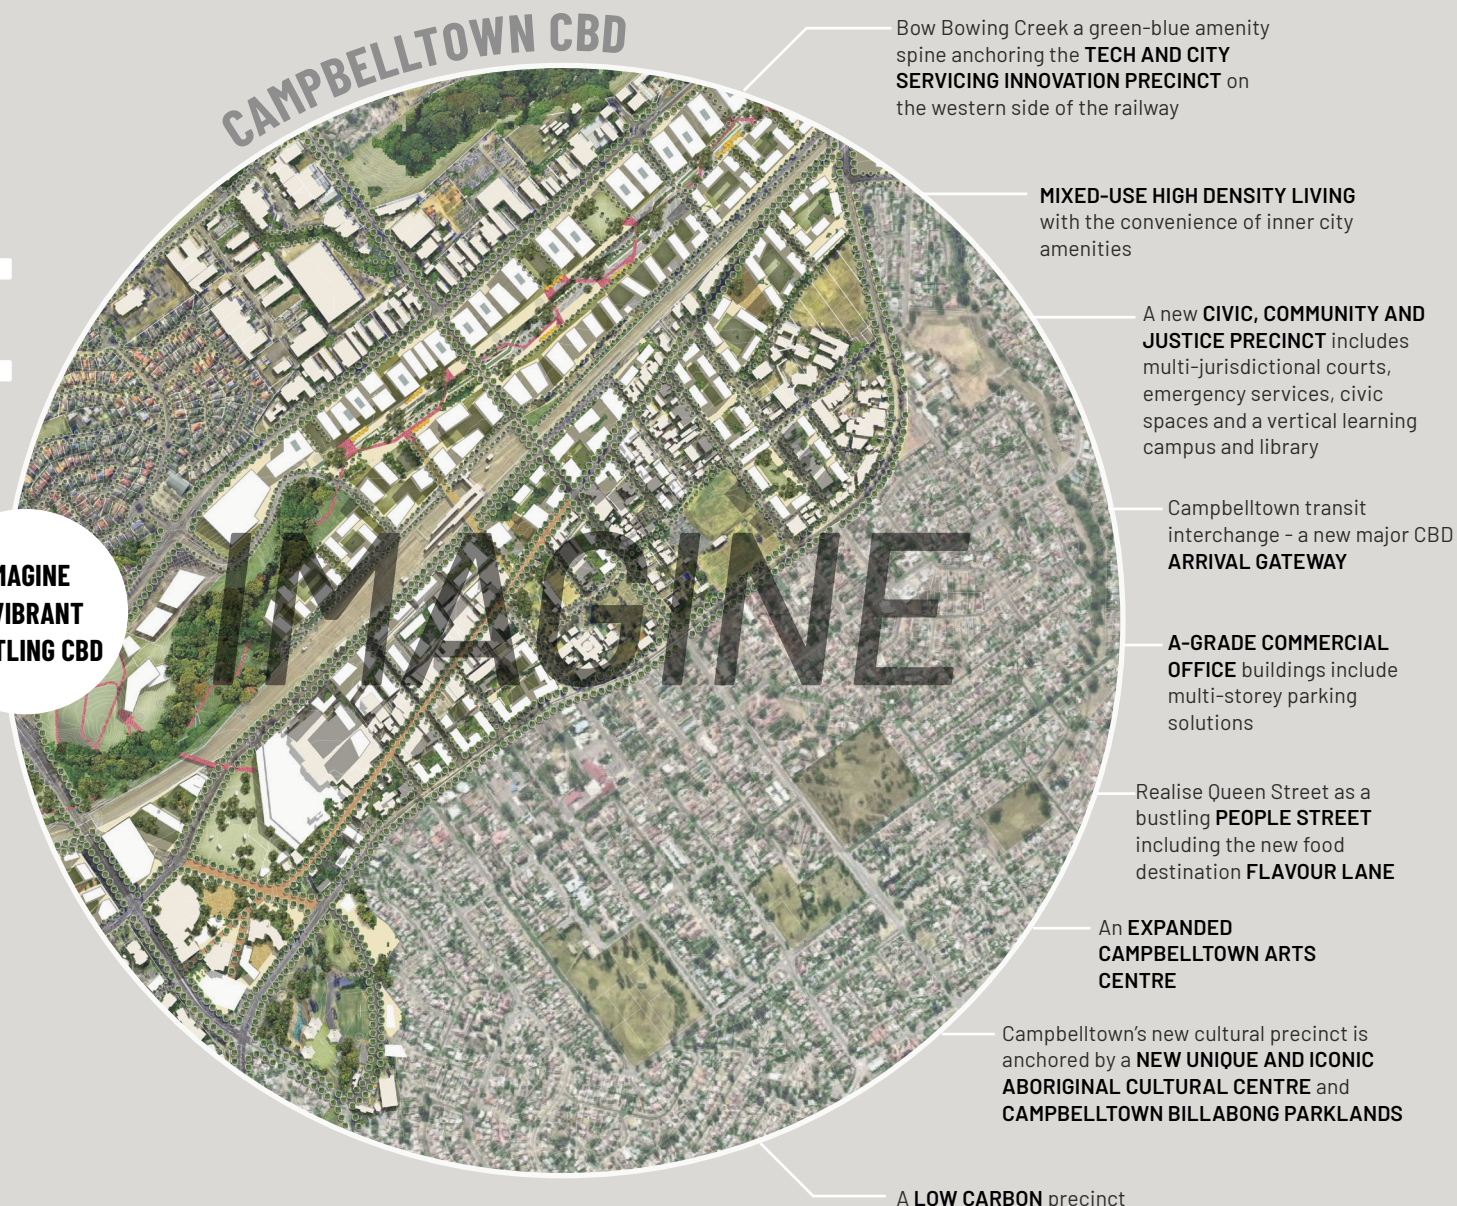 CAMPBELLTOWN CBD
Bow Bowing Creek a green-blue amenity
spine anchoring the TECH AND CITY
SERVICING INNOVATION PRECINCT on
the western side of the railway
MIXED-USE HIGH DENSITY LIVING
with the convenience of inner city
amenities
A new CIVIC, COMMUNITY AND
JUSTICE PRECINCT includes
multi-jurisdictional courts,
emergency services, civic
spaces and a vertical learning
campus and library
Campbelltown transit
interchange - a new major CBD
ARRIVAL GATEWAY
IMAGINE
MAGINE
VIBRANT
TLING CBD
A-GRADE COMMERCIAL
OFFICE buildings include
multi-storey parking
solutions
Realise Queen Street as a
bustling PEOPLE STREET
including the new food
destination FLAVOUR LANE
An EXPANDED
CAMPBELLTOWN ARTS
CENTRE
Campbelltown's new cultural precinct is
anchored by a NEW UNIQUE AND ICONIC
ABORIGINAL CULTURAL CENTRE and
CAMPBELLTOWN BILLABONG PARKLANDS
A LOW CARBON precinct